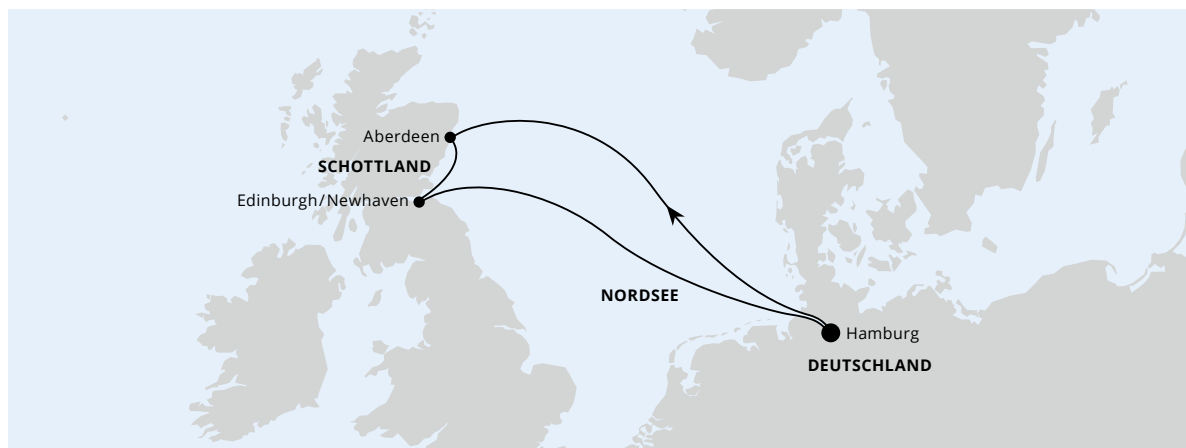 Aberdeen
SCHOTTLAND
Edinburgh/Newhaven
NORDSEE
Hamburg
DEUTSCHLAND